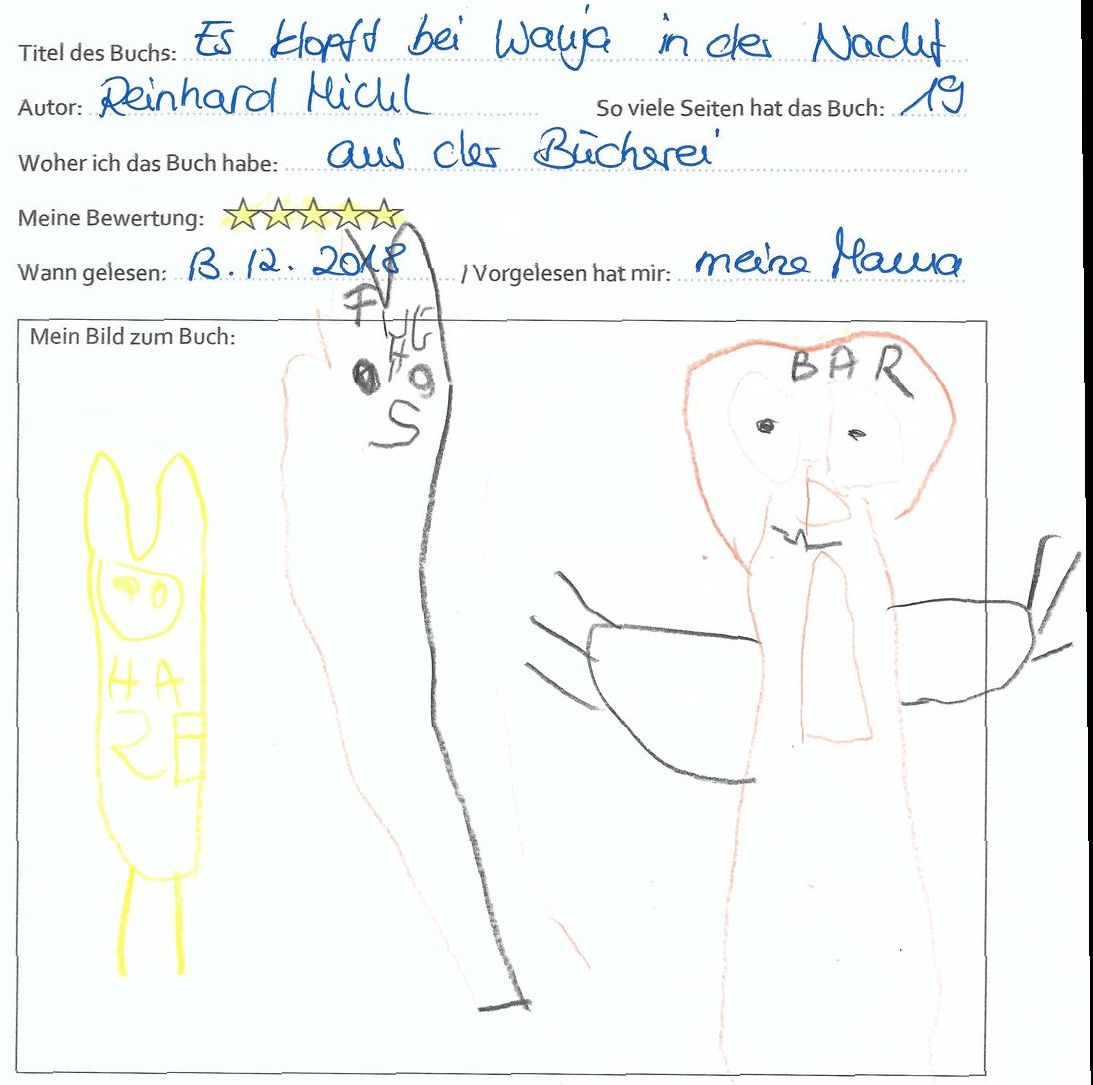 Titel des Buchs: Es klopft bei Wanja in der Nacht
Autor: Reinhard Michl So viele Seiten hat das Buch: 19
Woher ich das Buch habe: aus der Bücherei
Meine Bewertung:
Wann gelesen: 13.12.2018 / Vorgelesen hat mir: meine Mama
Mein Bild zum Buch:
BAR
HA
RE